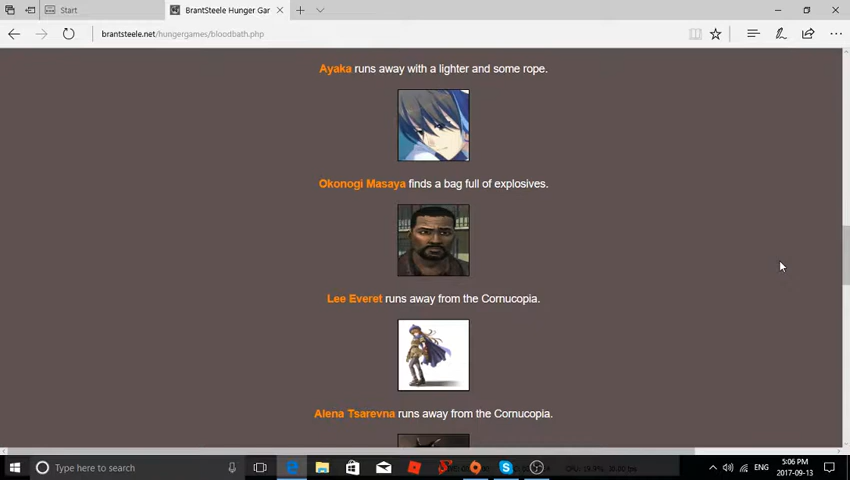 Start
BrantSteele Hunger Gar
brantsteele.net/hungergames/bloodbath.php
Ayaka runs away with a lighter and some rope.
Okonogi Masaya finds a bag full of explosives.
Lee Everet runs away from the Cornucopia.
Alena Tsarevna runs away from the Cornucopia.
Type here to search
ENG
5:06 PM
2017-09-13